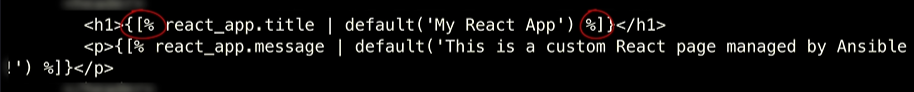 <h1>{[% react_app.title | default('My React App') %]}</h1>
<p>{[% react_app.message | default('This is a custom React page managed by Ansible
!') %]}</p>